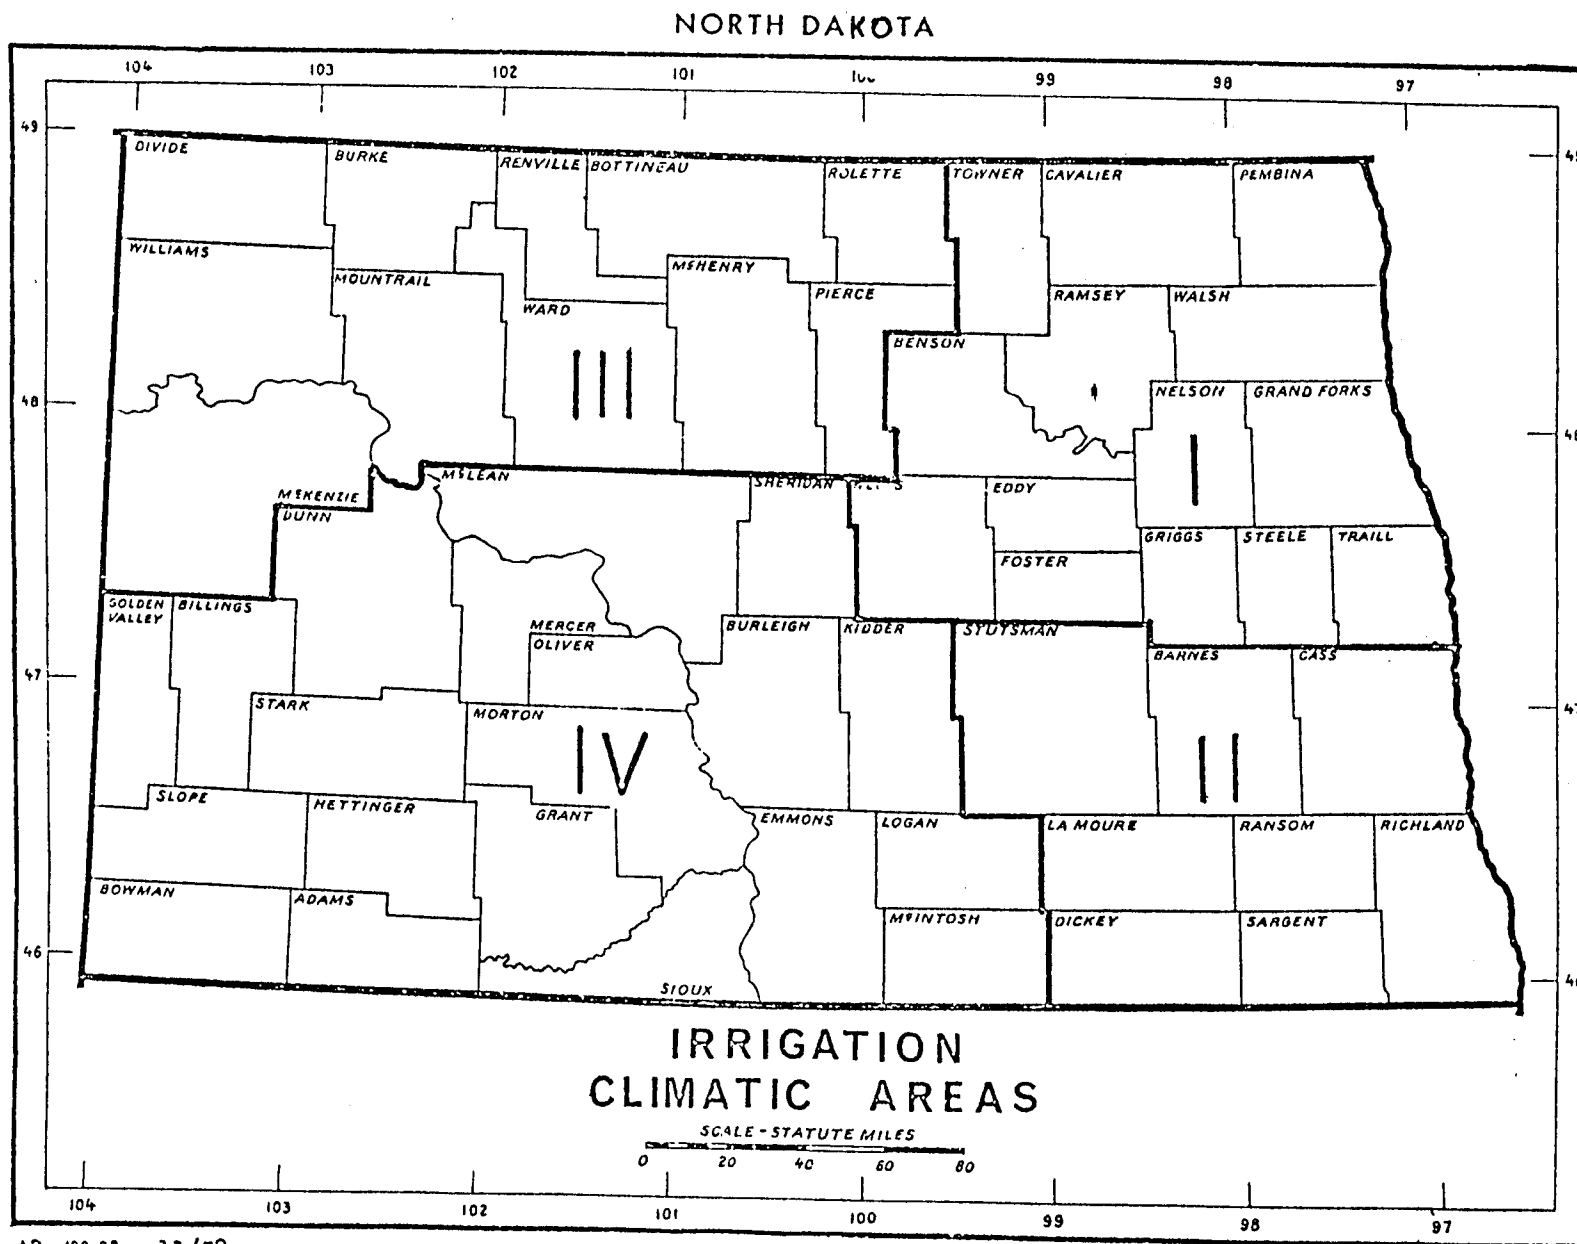 NORTH DAKOTA
104 103 102 101 100 99 98 97
49
DIVIDE BURKE RENVILLE BOTTINEAU ROLETTE TOWNER CAVALIER PEMBINA
WILLIAMS MOUNTRAIL WARD McHENRY PIERCE RAMSEY WALSH
III
BENSON
48
NELSON GRAND FORKS
I
McLEAN SHERIDAN EDDY
McKENZIE
DUNN
GRIGGS STEELE TRAILL
FOSTER
GOLDEN VALLEY BILLINGS
MERCER BURLEIGH KIDDER STUTSMAN
OLIVER
BARNES CASS
47
STARK MORTON
IV
II
SLOPE HETTINGER GRANT EMMONS LOGAN LA MOURE RANSOM RICHLAND
BOWMAN ADAMS McINTOSH DICKEY SARGENT
46
SIOUX
IRRIGATION
CLIMATIC AREAS
SCALE - STATUTE MILES
0 20 40 60 80
104 103 102 101 100 99 98 97